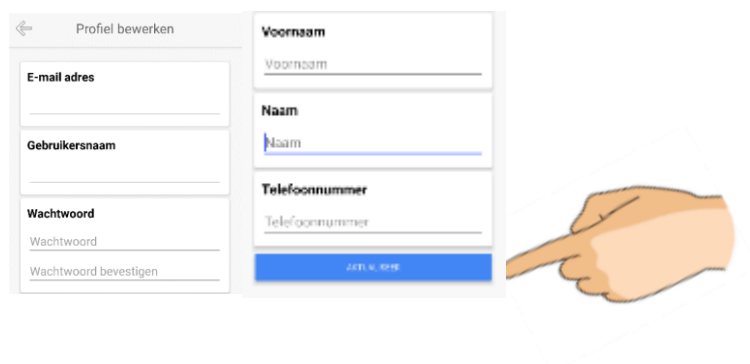 Profiel bewerken
E-mail adres
Gebruikersnaam
Wachtwoord
Wachtwoord
Wachtwoord bevestigen
Voornaam
Voornaam
Naam
Naam
Telefoonnummer
Telefoonnummer